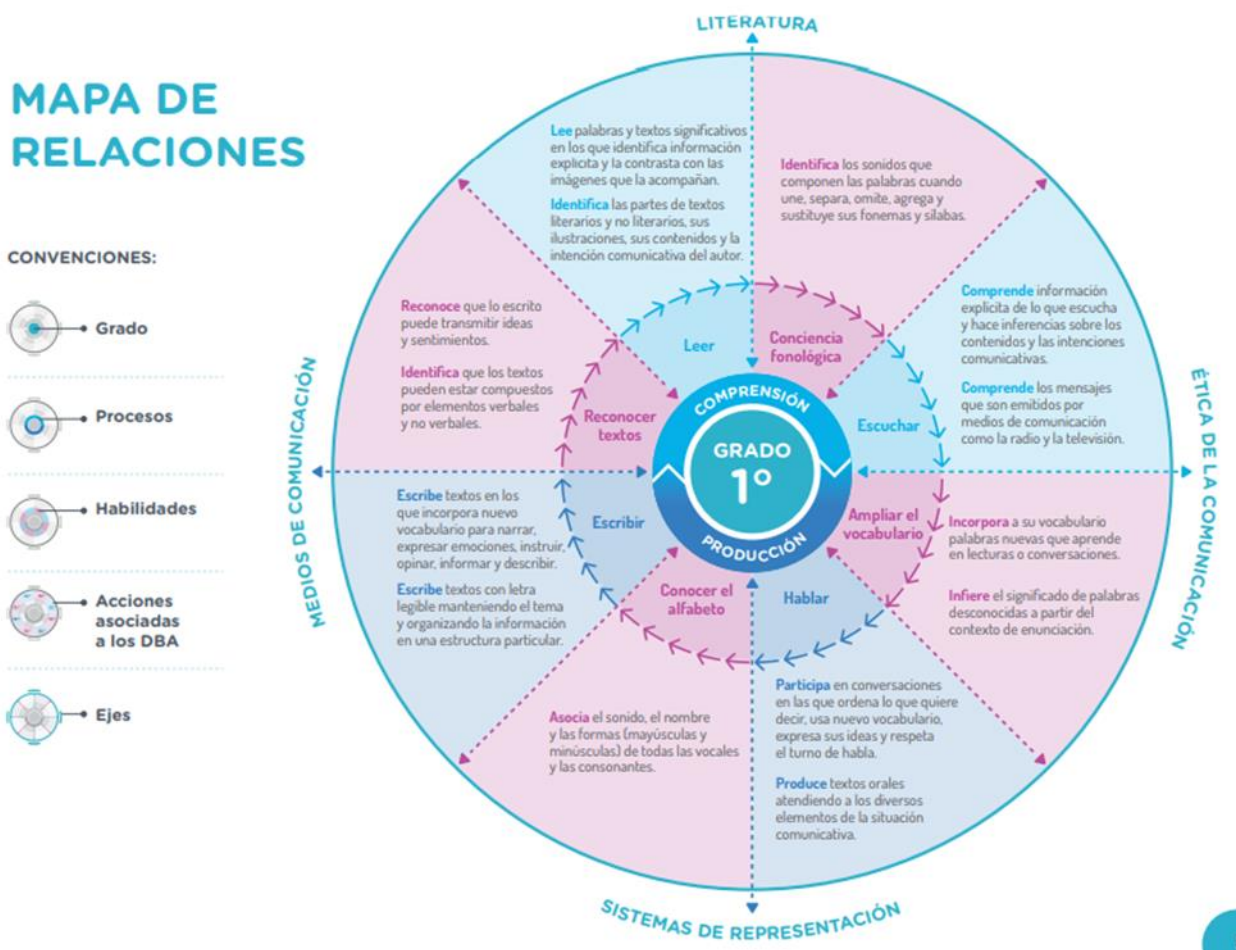 MAPA DE
RELACIONES
CONVENCIONES:
Grado
Procesos
Habilidades
Acciones
asociadas
a los DBA
Ejes
LITERATURA
ÉTICA DE LA COMUNICACIÓN
SISTEMAS DE REPRESENTACIÓN
MEDIOS DE COMUNICACIÓN
COMPRENSIÓN
GRADO
1°
PRODUCCIÓN
Leer
Lee palabras y textos significativos
en los que identifica información
explicita y la contrasta con las
imágenes que la acompañan.
Identifica las partes de textos
literarios y no literarios, sus
ilustraciones, sus contenidos y la
intención comunicativa del autor.
Conciencia
fonológica
Identifica los sonidos que
componen las palabras cuando
une, separa, omite, agrega y
sustituye sus fonemas y sílabas.
Escuchar
Comprende información
explicita de lo que escucha
y hace inferencias sobre los
contenidos y las intenciones
comunicativas.
Comprende los mensajes
que son emitidos por
medios de comunicación
como la radio y la televisión.
Ampliar el
vocabulario
Incorpora a su vocabulario
palabras nuevas que aprende
en lecturas o conversaciones.
Infiere el significado de palabras
desconocidas a partir del
contexto de enunciación.
Hablar
Participa en conversaciones
en las que ordena lo que quiere
decir, usa nuevo vocabulario,
expresa sus ideas y respeta
el turno de habla.
Produce textos orales
atendiendo a los diversos
elementos de la situación
comunicativa.
Conocer el
alfabeto
Asocia el sonido, el nombre
y las formas (mayúsculas y
minúsculas) de todas las vocales
y las consonantes.
Escribir
Escribe textos en los
que incorpora nuevo
vocabulario para narrar,
expresar emociones, instruir,
opinar, informar y describir.
Escribe textos con letra
legible manteniendo el tema
y organizando la información
en una estructura particular.
Reconocer
textos
Reconoce que lo escrito
puede transmitir ideas
y sentimientos.
Identifica que los textos
pueden estar compuestos
por elementos verbales
y no verbales.